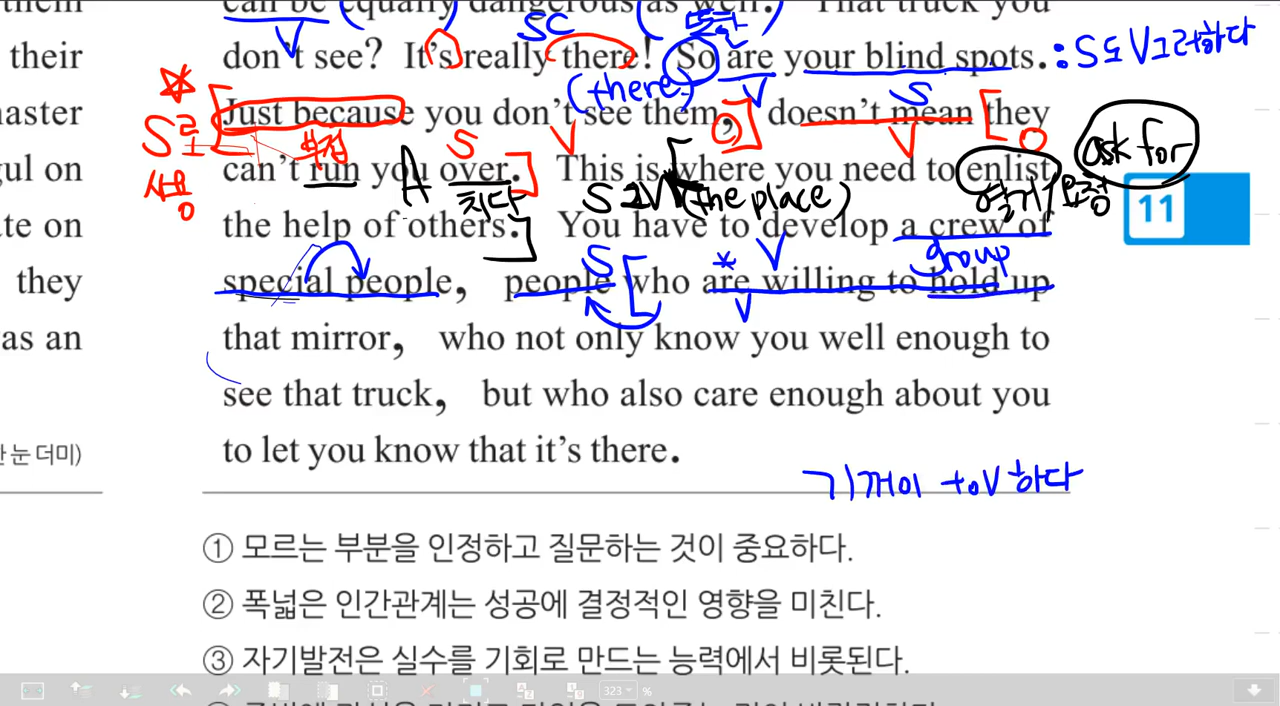 them
can be equally dangerous as well. That truck you
V
SC
their
don't see? It's really there! So are your blind spots.
: S도 V 그러하다
(there)
V
S
naster
Just because you don't see them, doesn't mean they
S로
사용
부정
S
V
V
O
ask for
gul on
can't run you over. This is where you need to enlist
A
치다
S
V
(the place)
요청
11
ate on
the help of others. You have to develop a crew of
S
V
group
they
special people, people who are willing to hold up
V
as an
that mirror, who not only know you well enough to
see that truck, but who also care enough about you
눈 더미)
to let you know that it's there.
기꺼이 toV하다
① 모르는 부분을 인정하고 질문하는 것이 중요하다.
② 폭넓은 인간관계는 성공에 결정적인 영향을 미친다.
③ 자기발전은 실수를 기회로 만드는 능력에서 비롯된다.
323 %